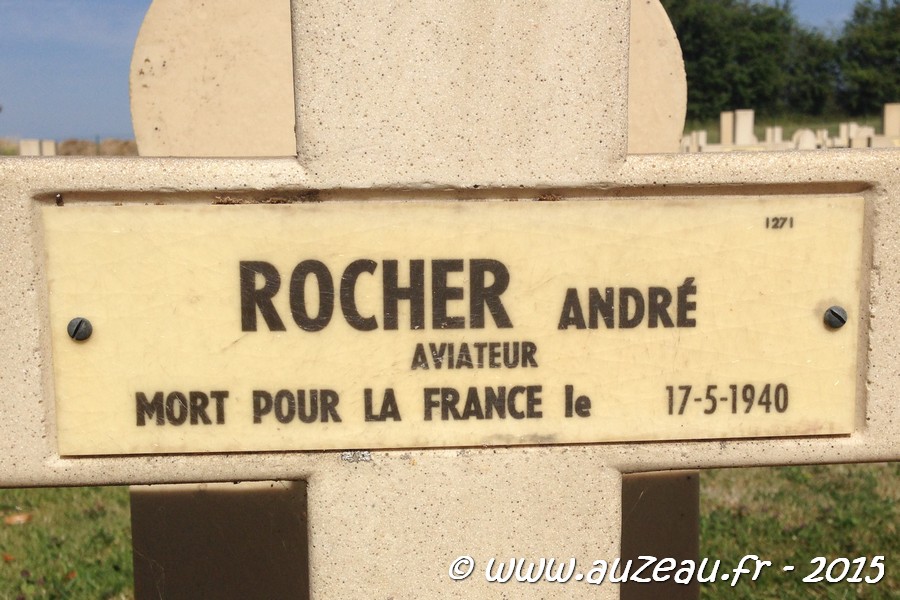 1271
ROCHER ANDRÉ
AVIATEUR
MORT POUR LA FRANCE le 17-5-1940
© www.auzeau.fr - 2015